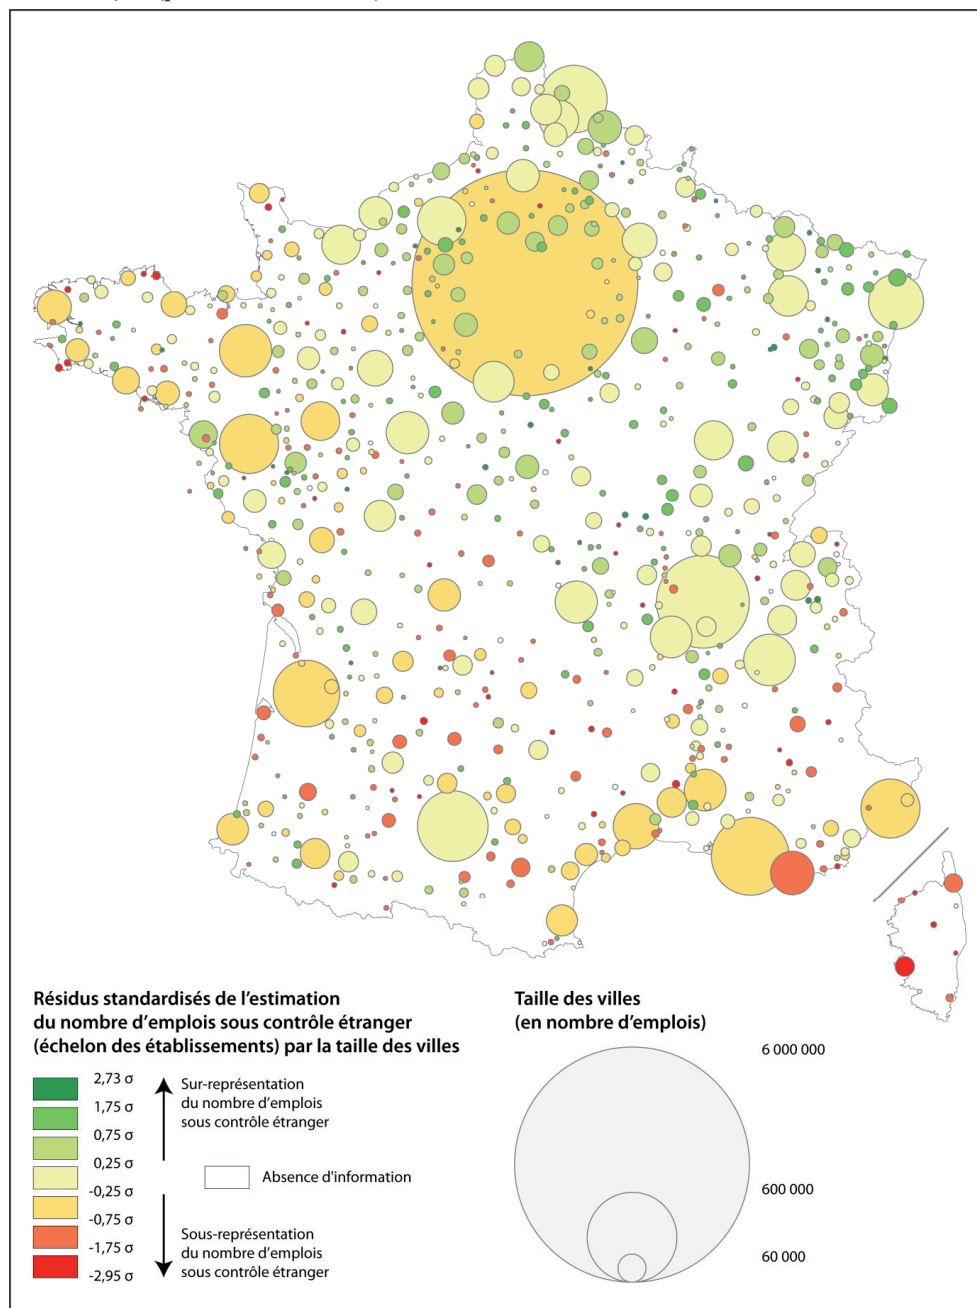 Résidus standardisés de l'estimation
du nombre d'emplois sous contrôle étranger
(échelon des établissements) par la taille des villes
2,73 σ
1,75 σ
0,75 σ
0,25 σ
-0,25 σ
-0,75 σ
-1,75 σ
-2,95 σ
Sur-représentation
du nombre d'emplois
sous contrôle étranger
Absence d'information
Sous-représentation
du nombre d'emplois
sous contrôle étranger
Taille des villes
(en nombre d'emplois)
6 000 000
600 000
60 000